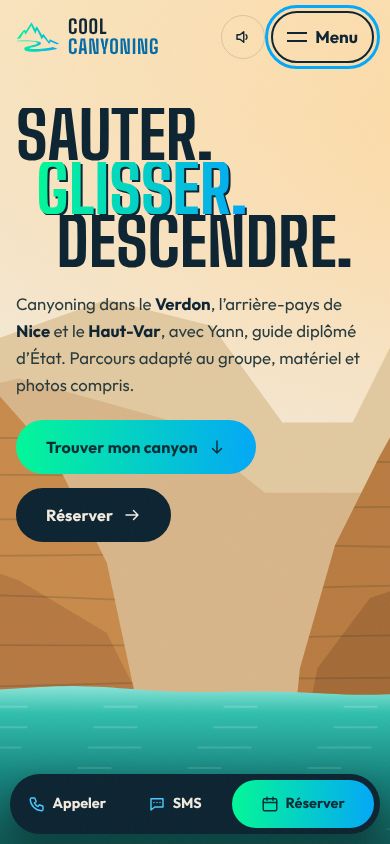 COOL
CANYONING
Menu
SAUTER.
GLISSER.
DESCENDRE.
Canyoning dans le Verdon, l’arrière-pays de
Nice et le Haut-Var, avec Yann, guide diplômé
d’État. Parcours adapté au groupe, matériel et
photos compris.
Trouver mon canyon
Réserver
Appeler
SMS
Réserver